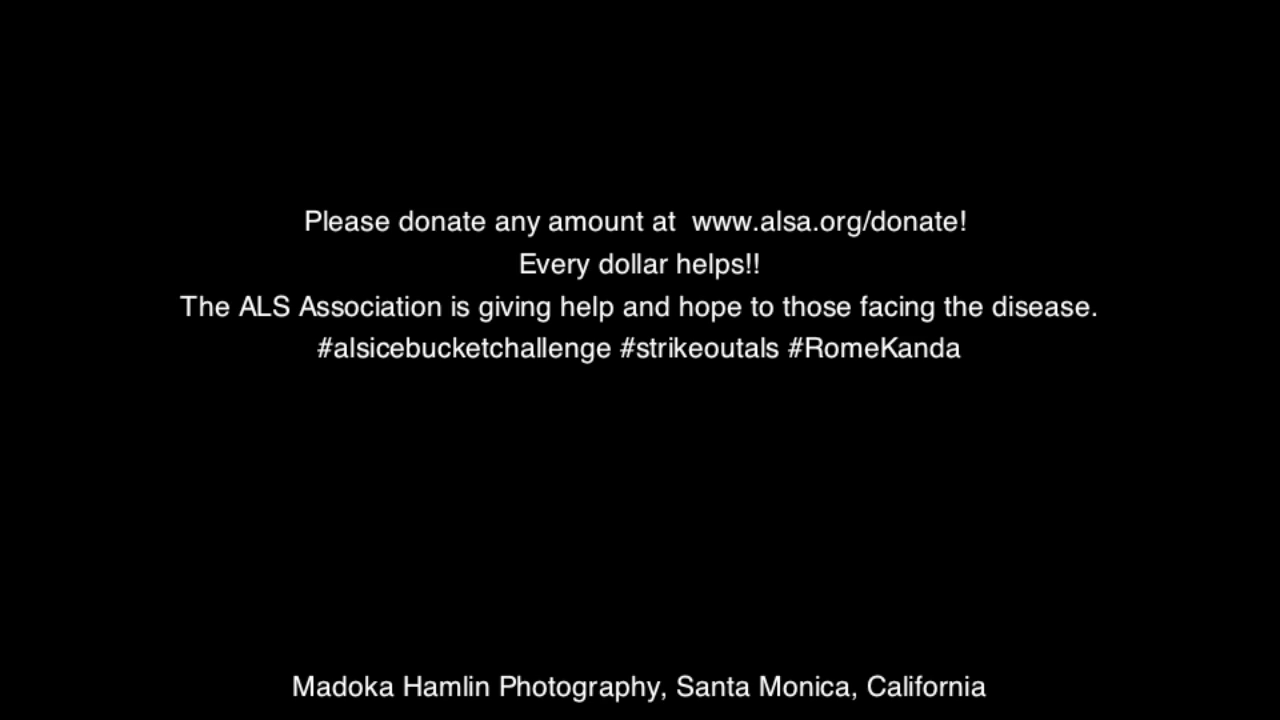 Please donate any amount at  www.alsa.org/donate!
Every dollar helps!!
The ALS Association is giving help and hope to those facing the disease.
#alsicebucketchallenge #strikeoutals #RomeKanda
Madoka Hamlin Photography, Santa Monica, California